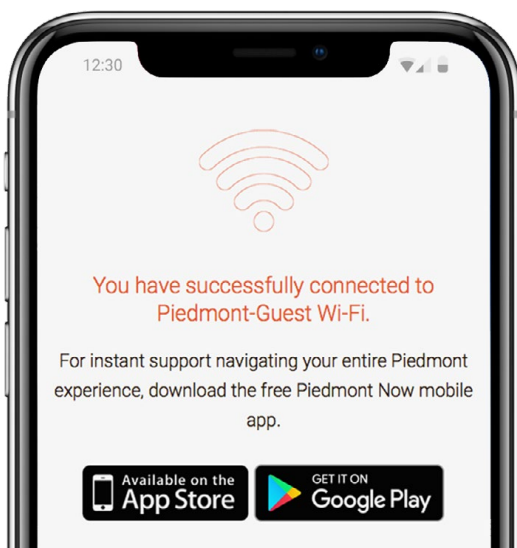 12:30
You have successfully connected to
Piedmont-Guest Wi-Fi.
For instant support navigating your entire Piedmont
experience, download the free Piedmont Now mobile
app.
Available on the
App Store
GET IT ON
Google Play